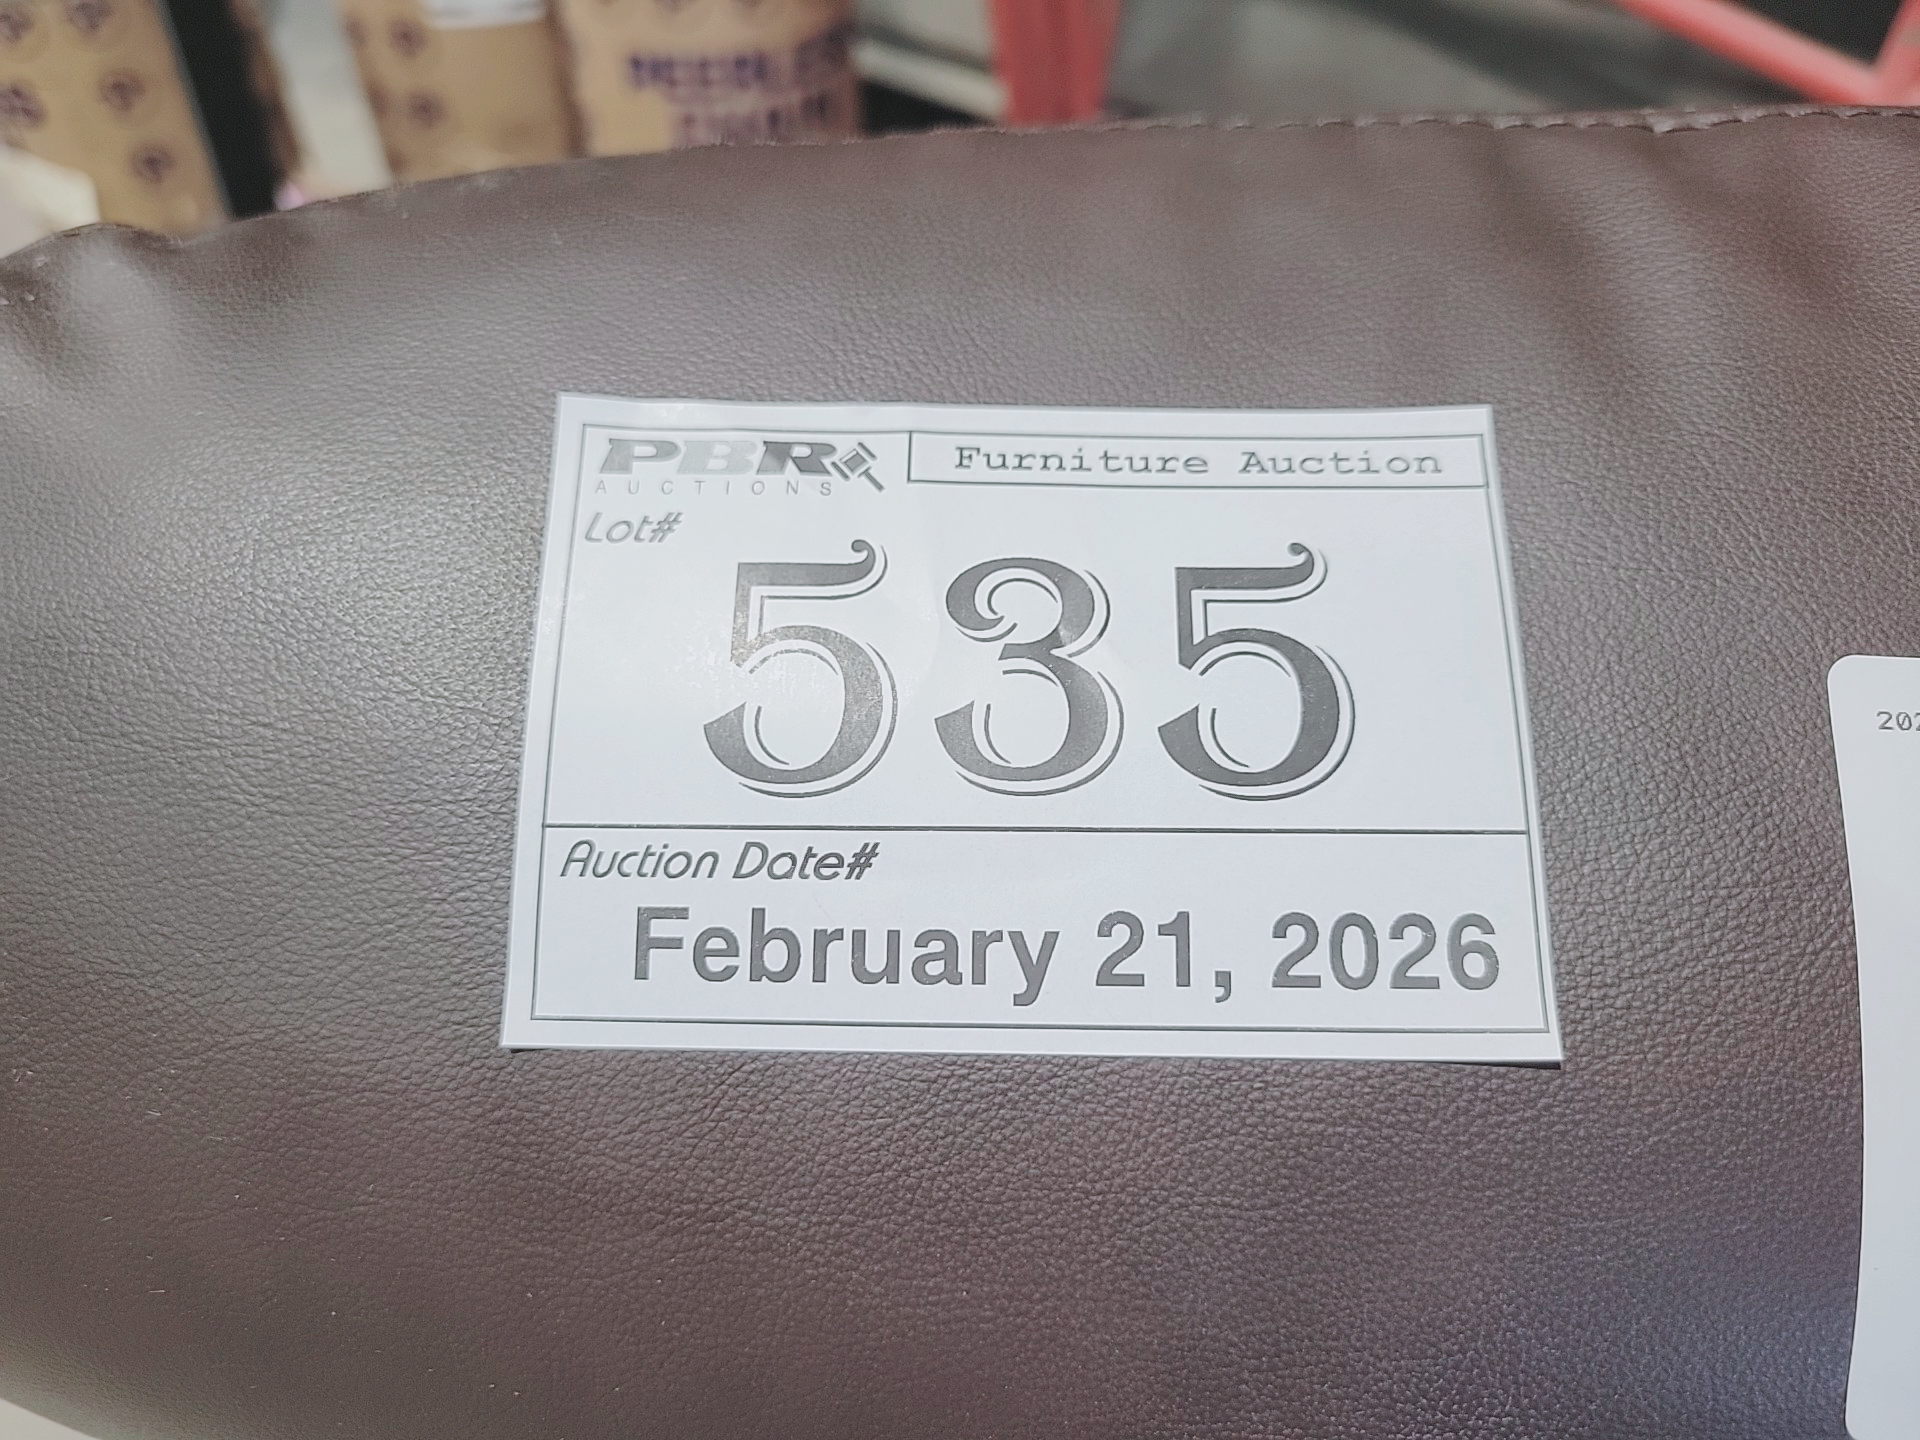 PBR
AUCTIONS
Furniture Auction
Lot#
535
Auction Date#
February 21, 2026